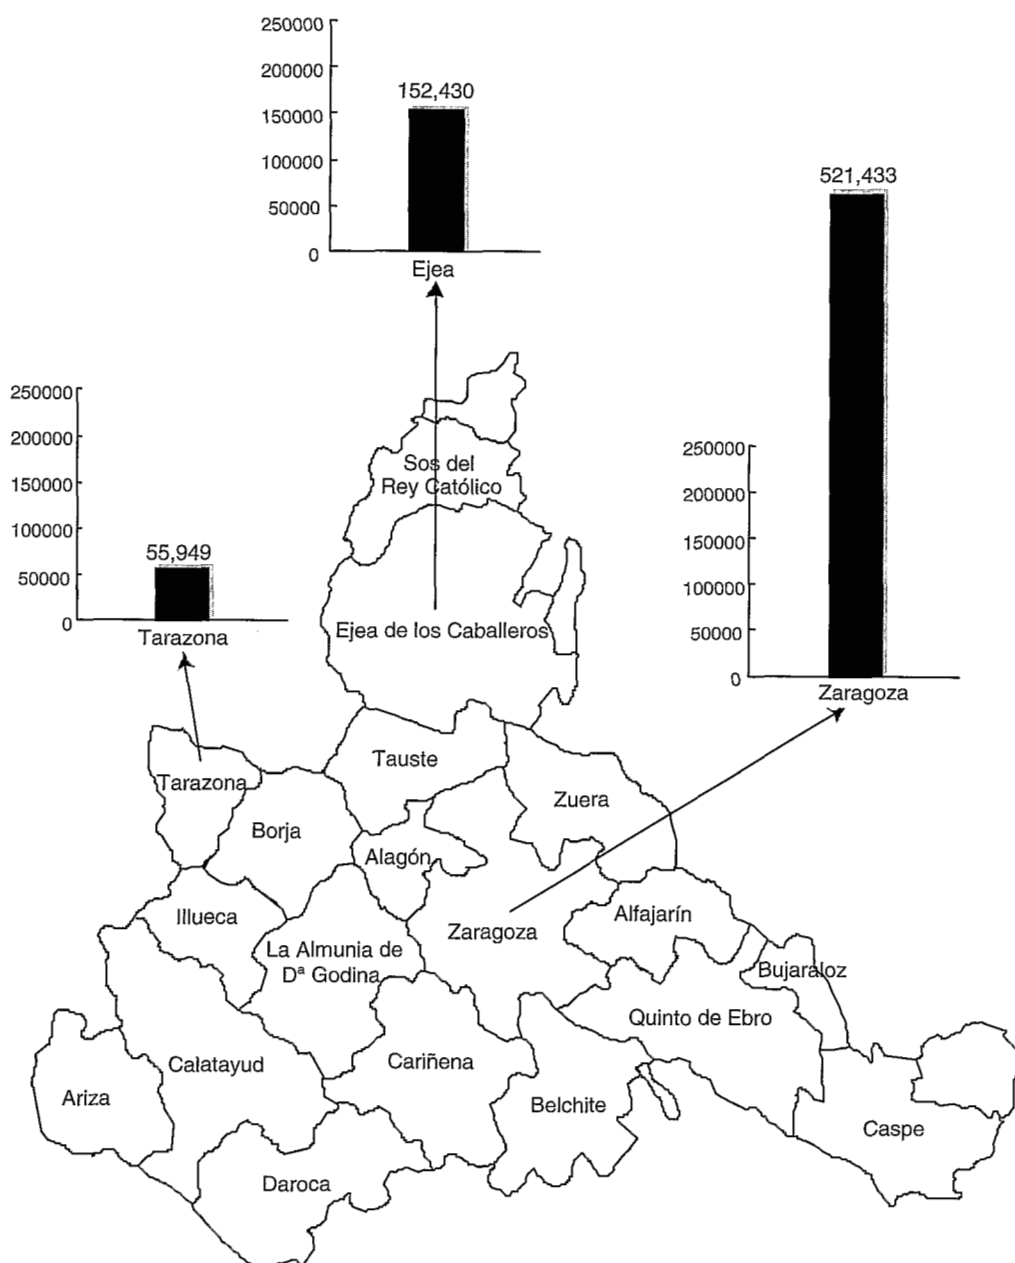 250000
200000
150000
100000
50000
0
152,430
Ejea
250000
200000
150000
100000
50000
0
55,949
Tarazona
521,433
250000
200000
150000
100000
50000
0
Zaragoza
Sos del
Rey Católico
Ejea de los Caballeros
Tauste
Tarazona
Zuera
Borja
Alagón
Illueca
Zaragoza
Alfajarín
La Almunia de
Dª Godina
Bujaraloz
Quinto de Ebro
Calatayud
Cariñena
Ariza
Belchite
Caspe
Daroca